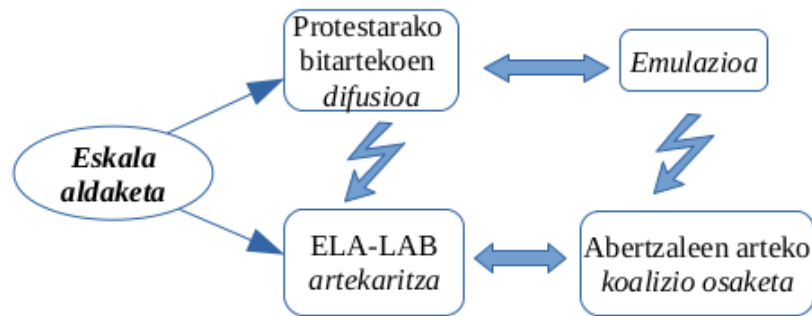 Protestarako
bitartekoen
difusioa
Emulazioa
Eskala
aldaketa
ELA-LAB
artekaritza
Abertzaleen arteko
koalizio osaketa